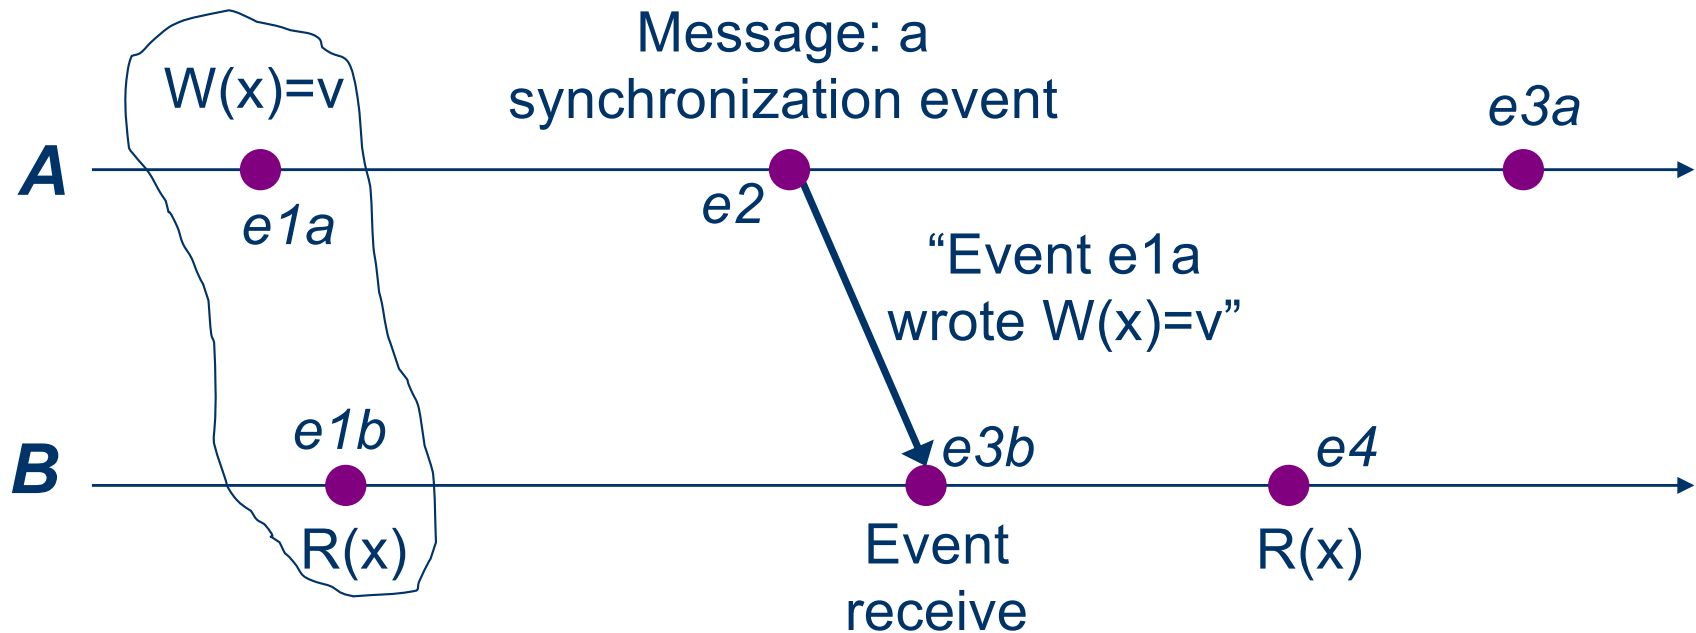 Message: a
synchronization event
W(x)=v
e3a
A
e1a
e2
“Event e1a
wrote W(x)=v”
e1b
e3b
e4
B
R(x)
Event
receive
R(x)